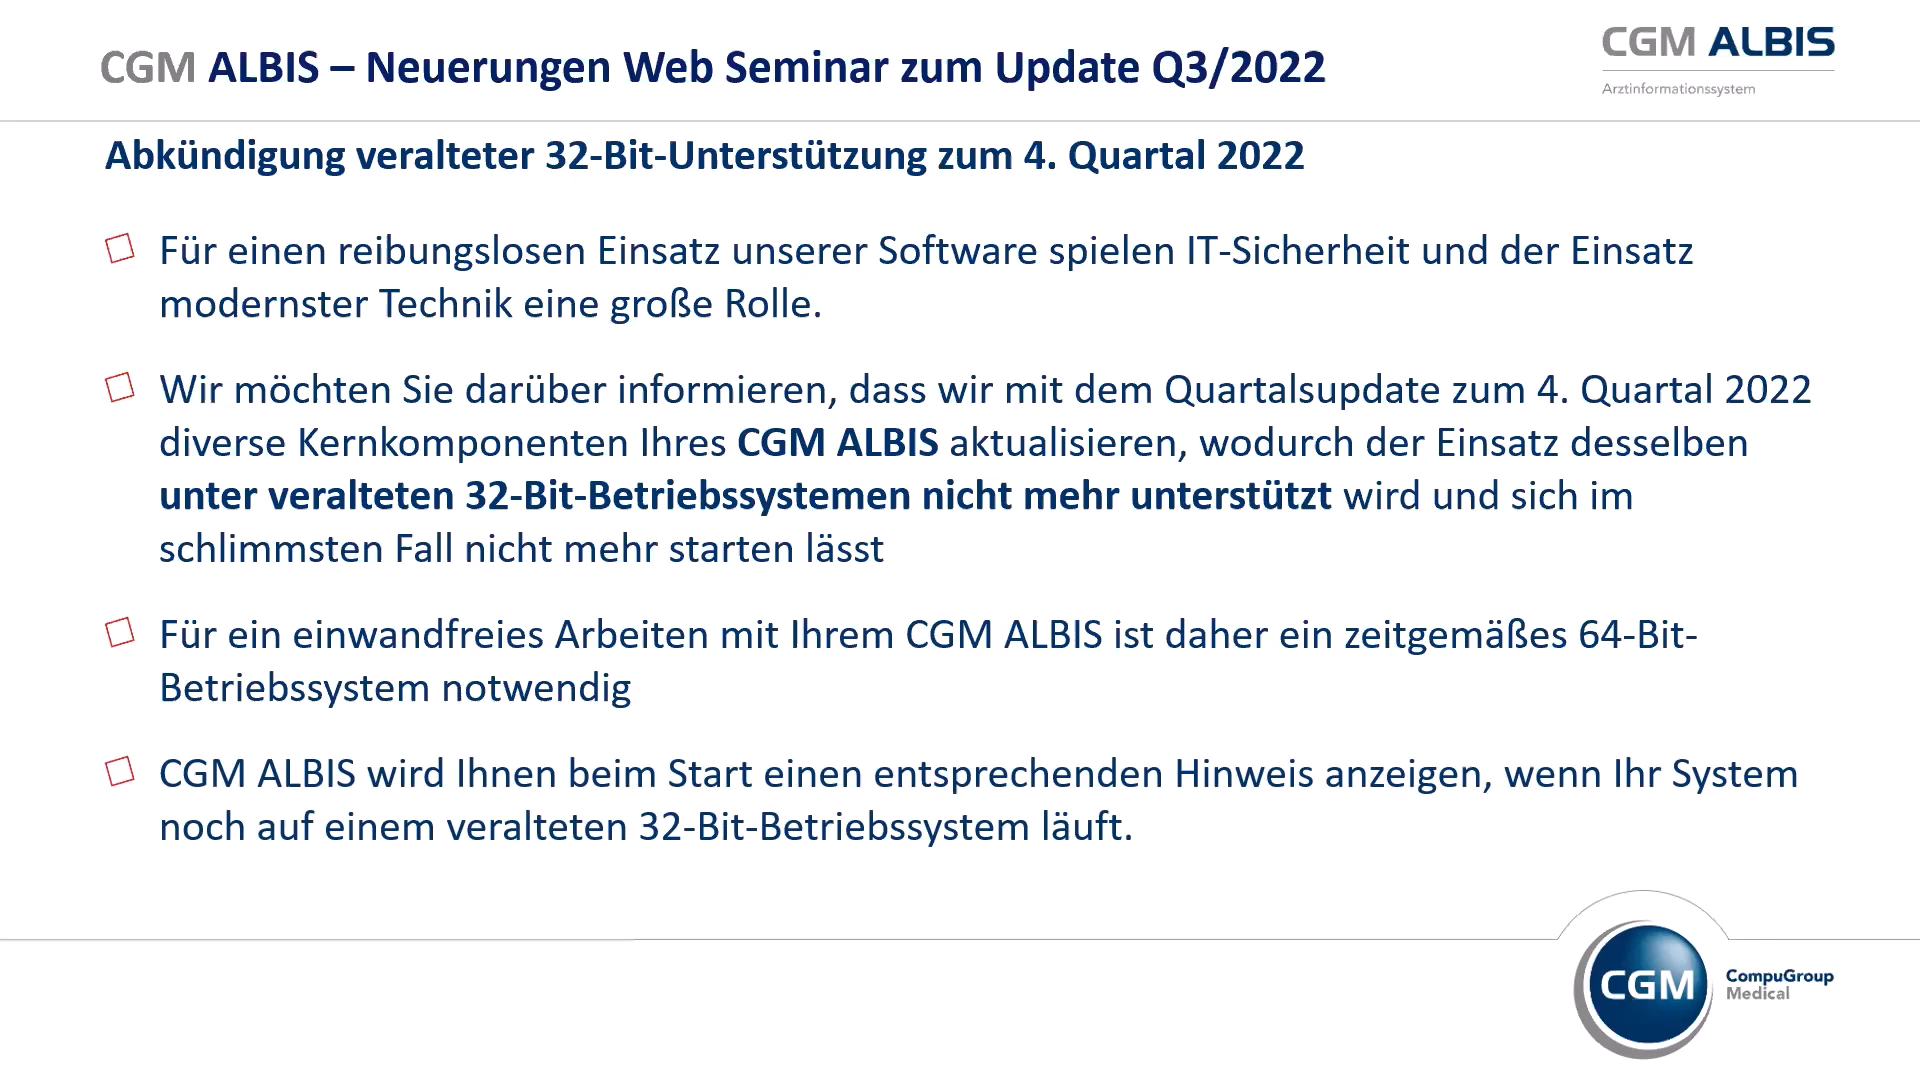 CGM ALBIS – Neuerungen Web Seminar zum Update Q3/2022
CGM ALBIS
Arztinformationssystem
Abkündigung veralteter 32-Bit-Unterstützung zum 4. Quartal 2022
Für einen reibungslosen Einsatz unserer Software spielen IT-Sicherheit und der Einsatz
modernster Technik eine große Rolle.
Wir möchten Sie darüber informieren, dass wir mit dem Quartalsupdate zum 4. Quartal 2022
diverse Kernkomponenten Ihres CGM ALBIS aktualisieren, wodurch der Einsatz desselben
unter veralteten 32-Bit-Betriebssystemen nicht mehr unterstützt wird und sich im
schlimmsten Fall nicht mehr starten lässt
Für ein einwandfreies Arbeiten mit Ihrem CGM ALBIS ist daher ein zeitgemäßes 64-Bit-
Betriebssystem notwendig
CGM ALBIS wird Ihnen beim Start einen entsprechenden Hinweis anzeigen, wenn Ihr System
noch auf einem veralteten 32-Bit-Betriebssystem läuft.
CGM
CompuGroup
Medical